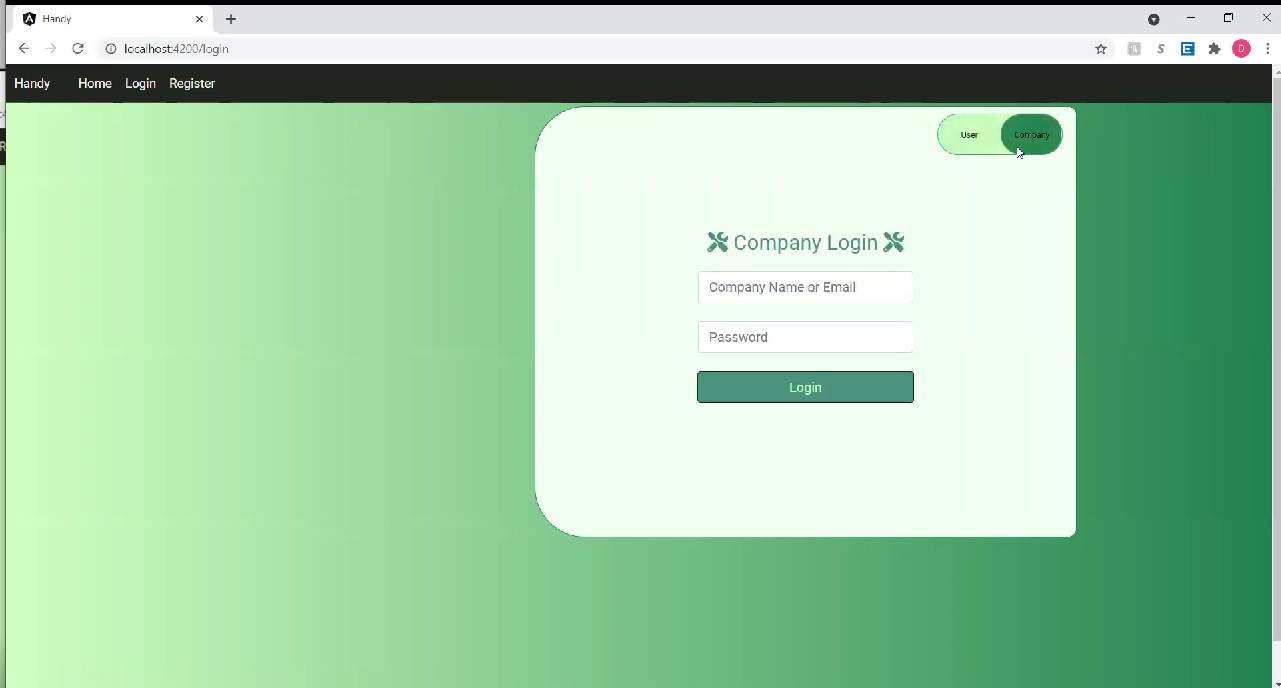 Handy
localhost:4200/login
D
Handy Home Login Register
User Company
Company Login
Company Name or Email
Password
Login